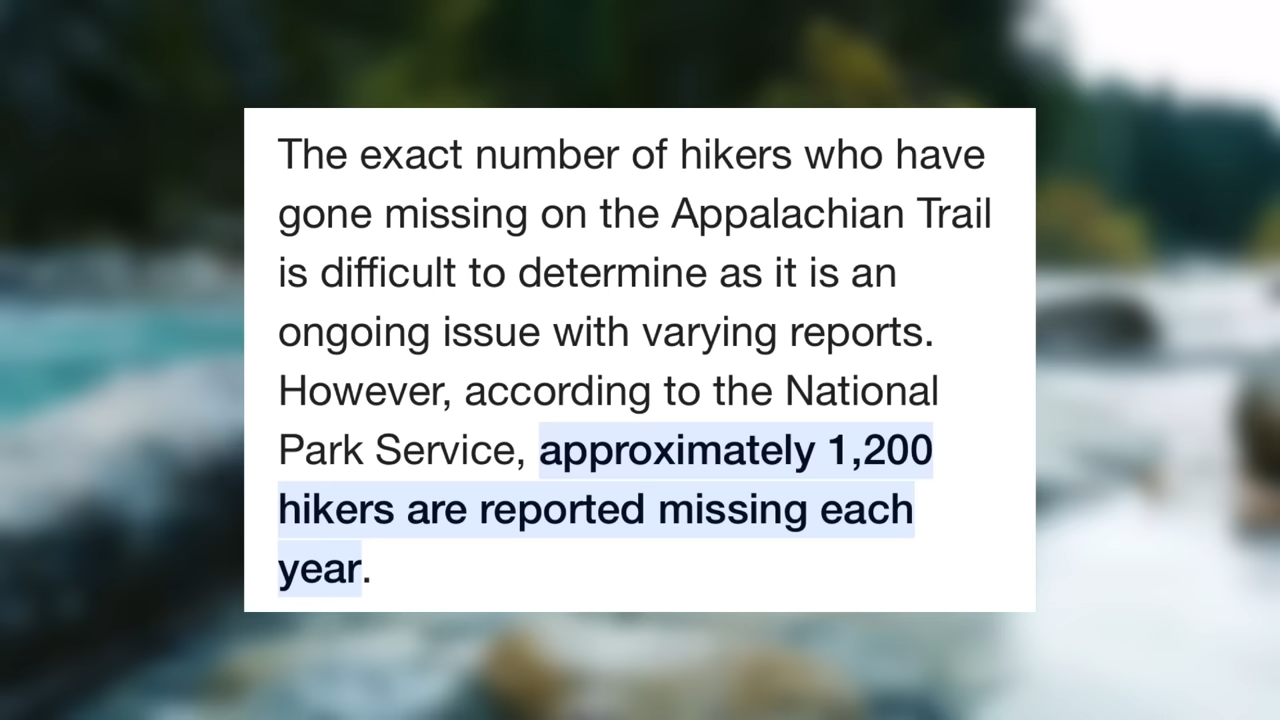 The exact number of hikers who have
gone missing on the Appalachian Trail
is difficult to determine as it is an
ongoing issue with varying reports.
However, according to the National
Park Service, approximately 1,200
hikers are reported missing each
year.